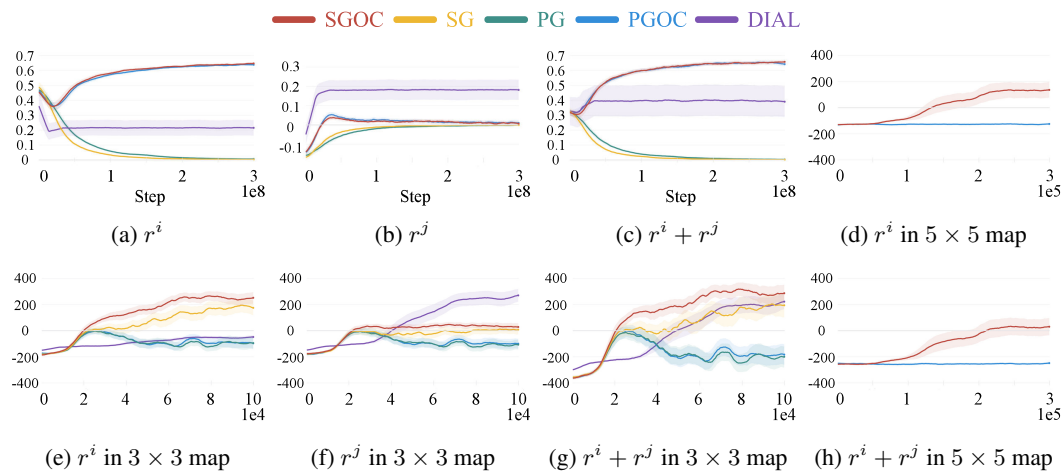 SGOC SG PG PGOC DIAL
0.7 0.6 0.5 0.4 0.3 0.2 0.1 0
0 1 2 3
1e8
Step
(a) r^i
0.3 0.2 0.1 0 -0.1
0 1 2 3
1e8
Step
(b) r^j
0.7 0.6 0.5 0.4 0.3 0.2 0.1 0
0 1 2 3
1e8
Step
(c) r^i + r^j
400 200 0 -200 -400
0 1 2 3
1e5
(d) r^i in 5 × 5 map
400 200 0 -200 -400
0 2 4 6 8 10
1e4
(e) r^i in 3 × 3 map
400 200 0 -200 -400
0 2 4 6 8 10
1e4
(f) r^j in 3 × 3 map
400 200 0 -200 -400
0 2 4 6 8 10
1e4
(g) r^i + r^j in 3 × 3 map
400 200 0 -200 -400
0 1 2 3
1e5
(h) r^i + r^j in 5 × 5 map